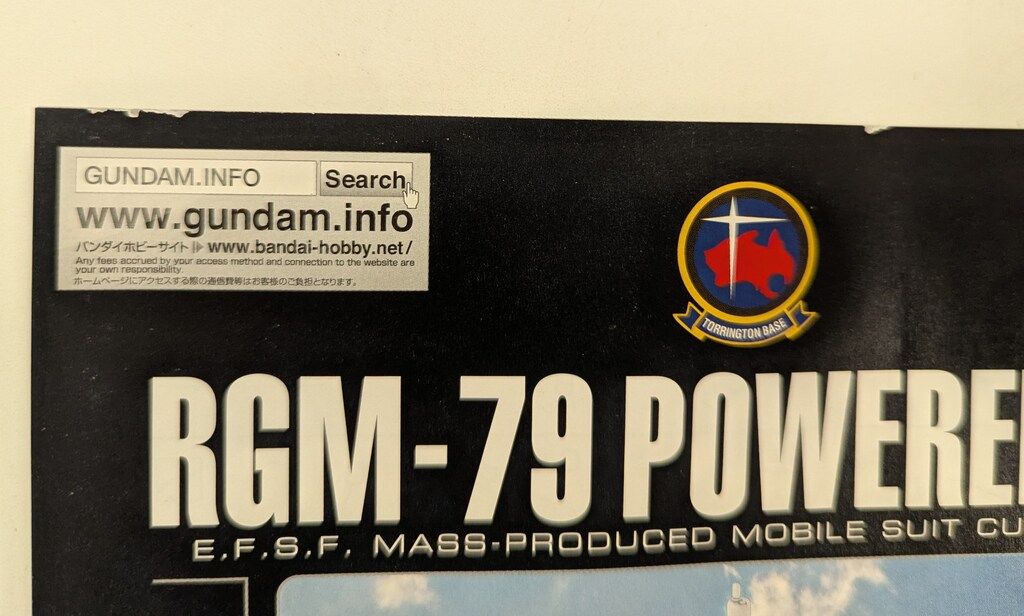 GUNDAM.INFO Search
www.gundam.info
バンダイホビーサイト www.bandai-hobby.net/
Any fees accrued by your access method and connection to the website are
your own responsibility.
ホームページにアクセスする際の通信費等はお客様のご負担となります。
TORRINGTON BASE
RGM-79 POWERE
E.F.S.F. MASS-PRODUCED MOBILE SUIT CU